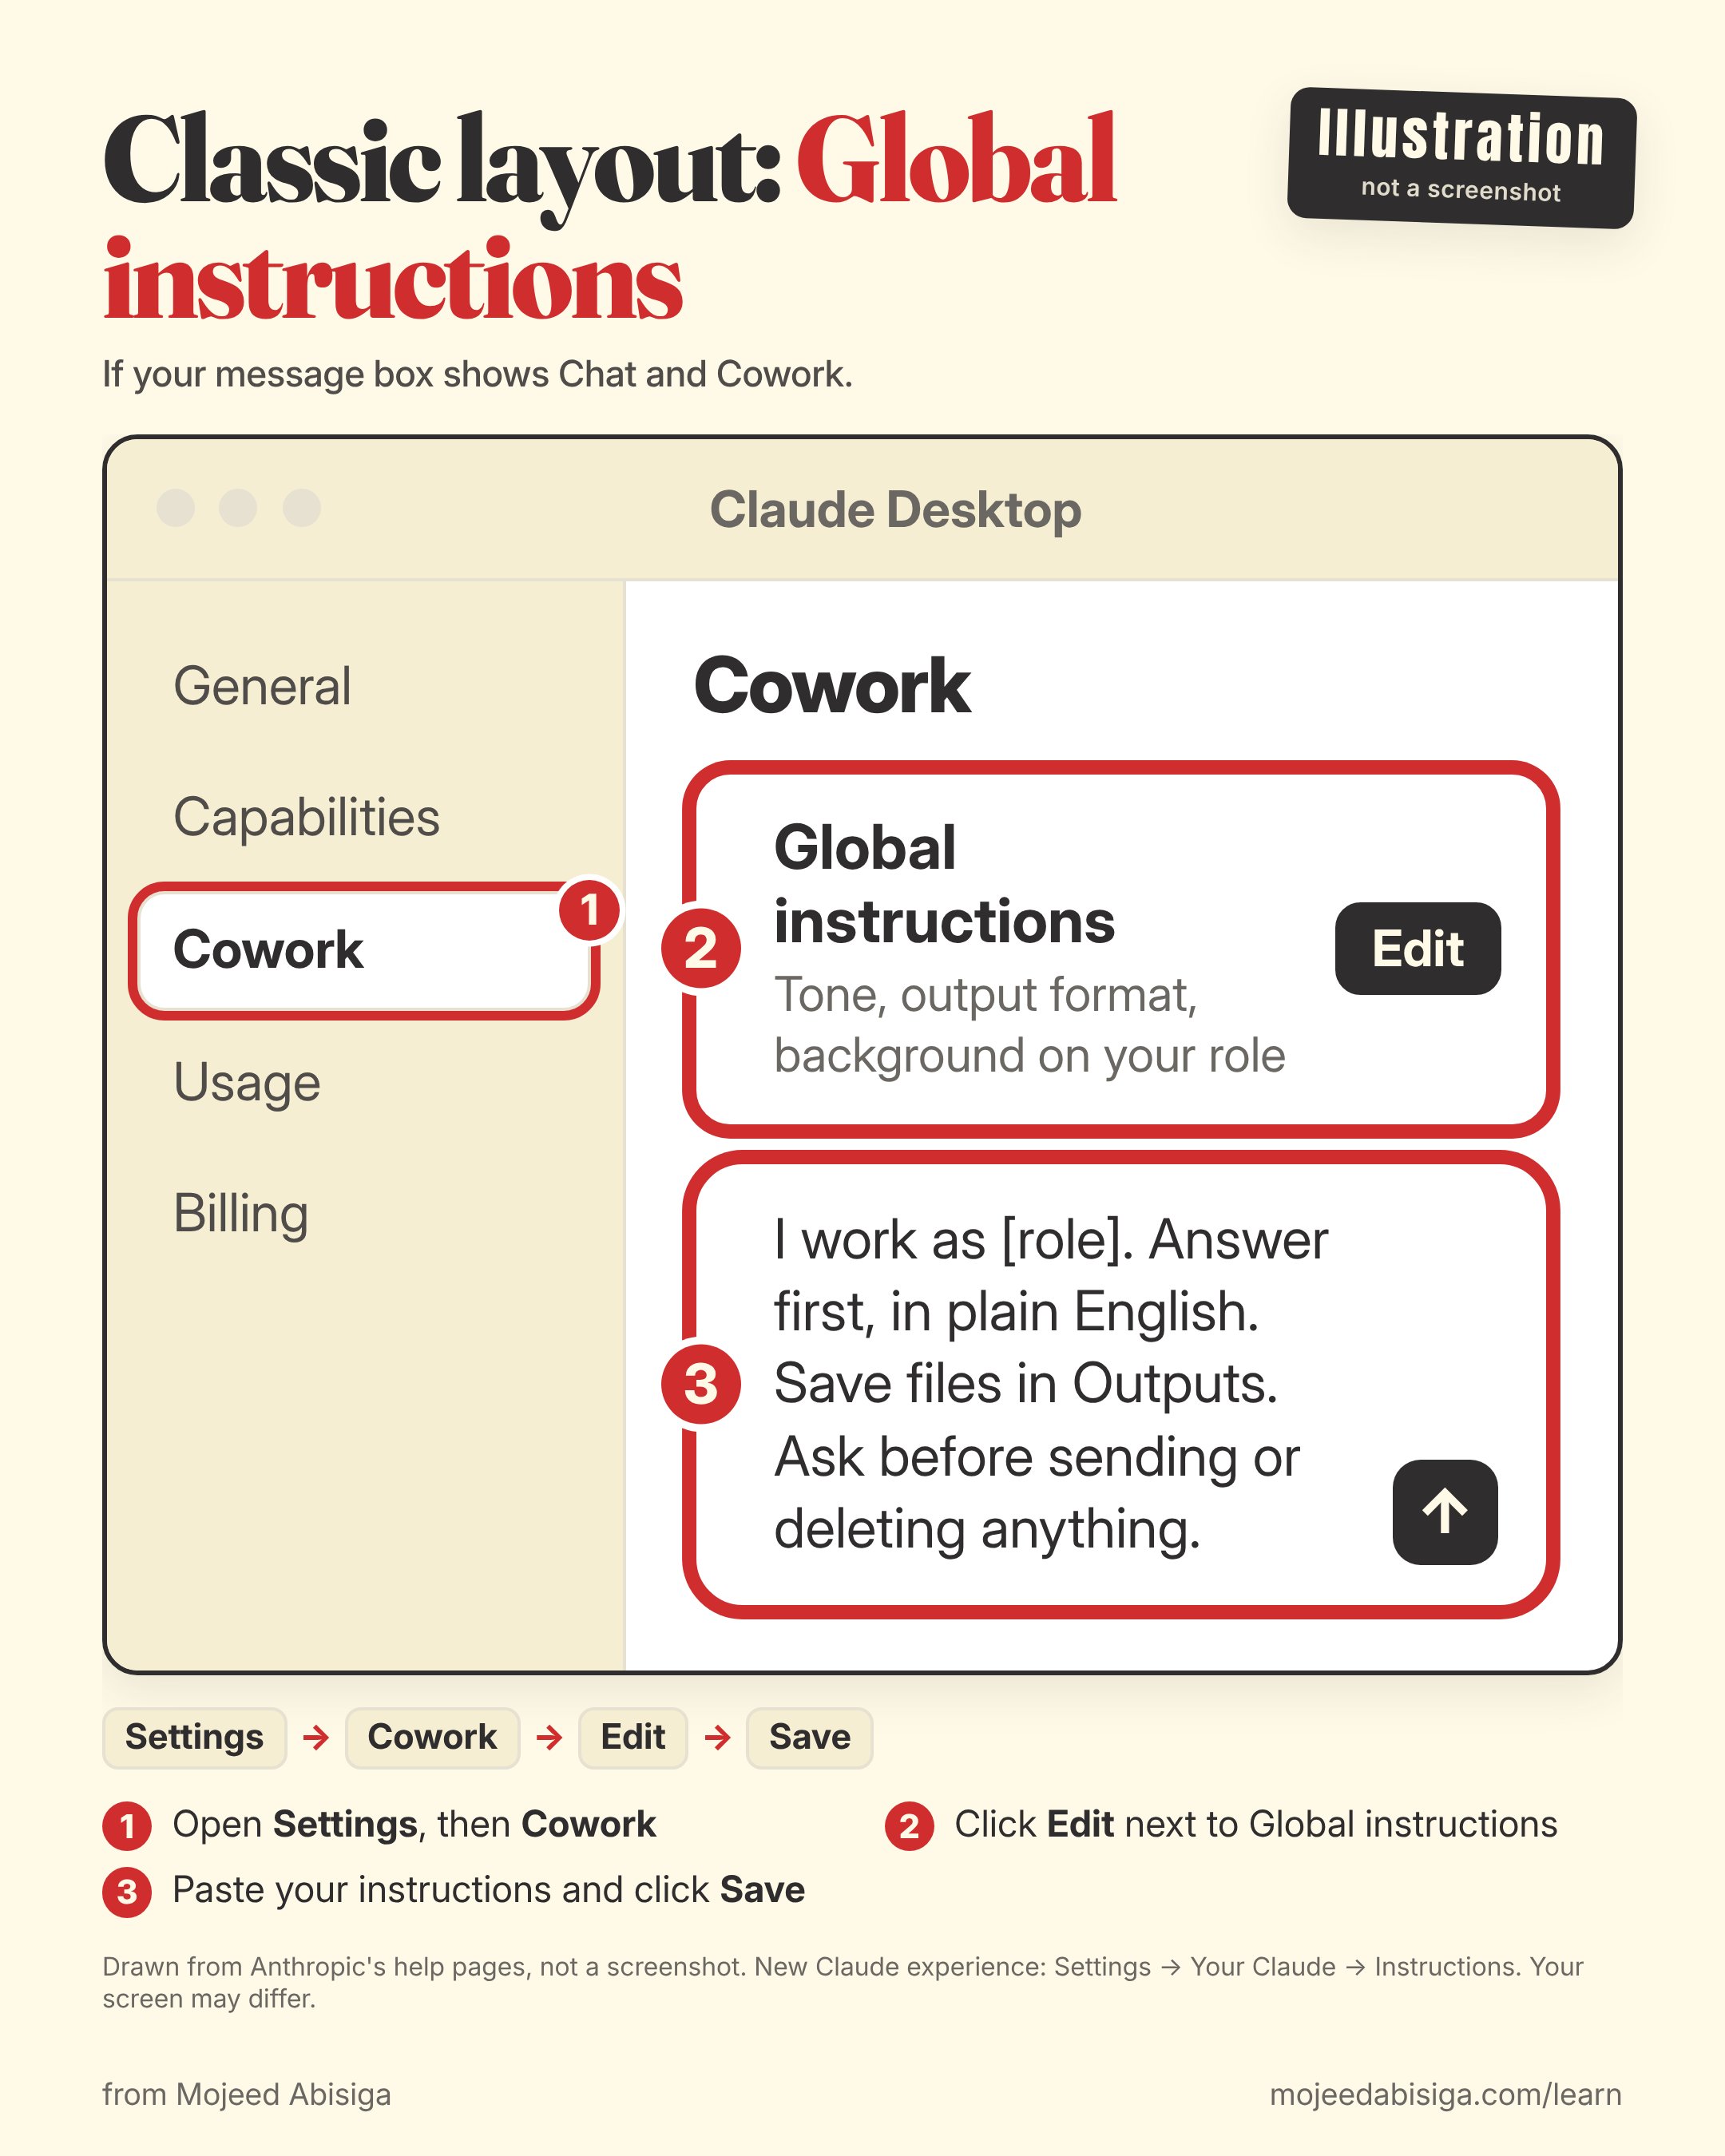 Classic layout: Global
instructions
Illustration
not a screenshot
If your message box shows Chat and Cowork.
Claude Desktop
General
Capabilities
Cowork
1
Usage
Billing
Cowork
2
Global
instructions
Tone, output format,
background on your role
Edit
3
I work as [role]. Answer
first, in plain English.
Save files in Outputs.
Ask before sending or
deleting anything.
↑
Settings → Cowork → Edit → Save
1 Open Settings, then Cowork
2 Click Edit next to Global instructions
3 Paste your instructions and click Save
Drawn from Anthropic's help pages, not a screenshot. New Claude experience: Settings → Your Claude → Instructions. Your
screen may differ.
from Mojeed Abisiga
mojeedabisiga.com/learn